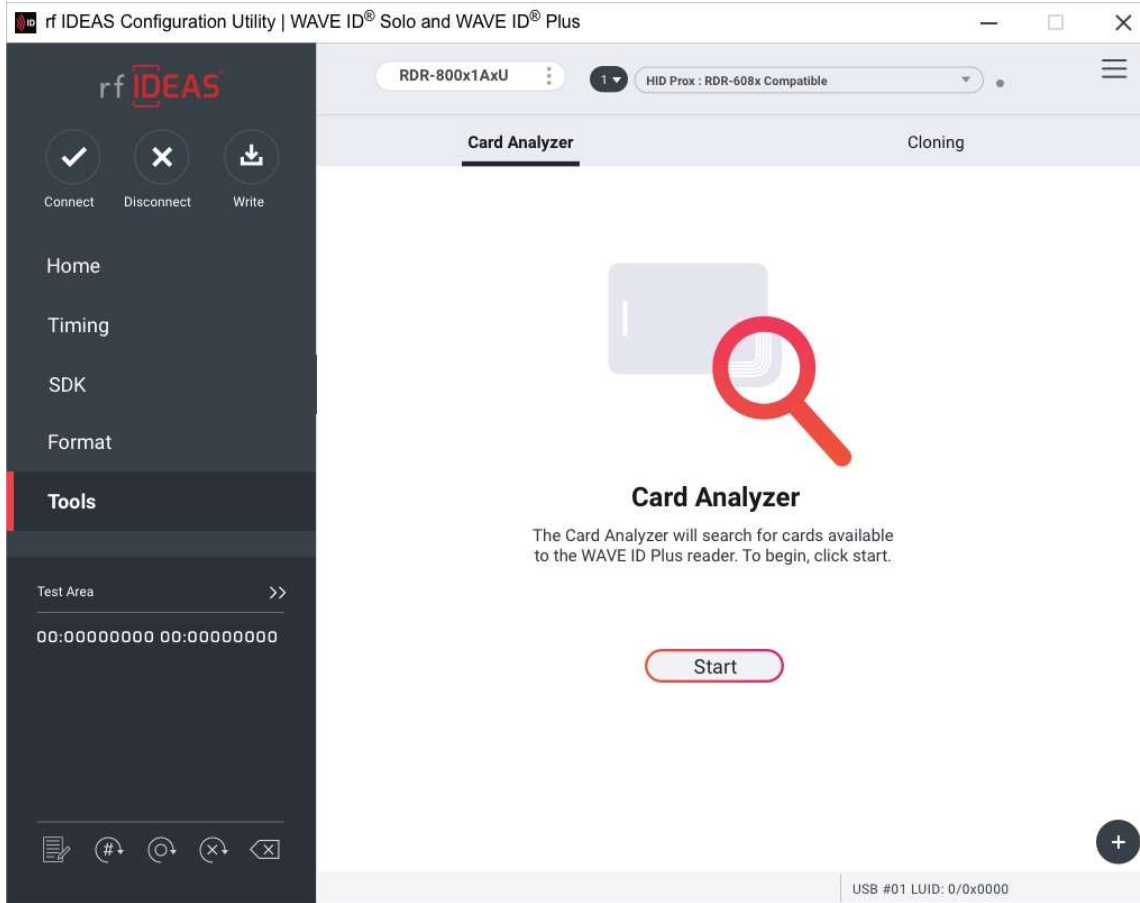 ID rf IDEAS Configuration Utility | WAVE ID® Solo and WAVE ID® Plus
rf IDEAS
Connect Disconnect Write
Home
Timing
SDK
Format
Tools
Test Area >>
00:00000000 00:00000000
RDR-800x1AxU
1
HID Prox : RDR-608x Compatible
Card Analyzer
Cloning
Card Analyzer
The Card Analyzer will search for cards available
to the WAVE ID Plus reader. To begin, click start.
Start
USB #01 LUID: 0/0x0000